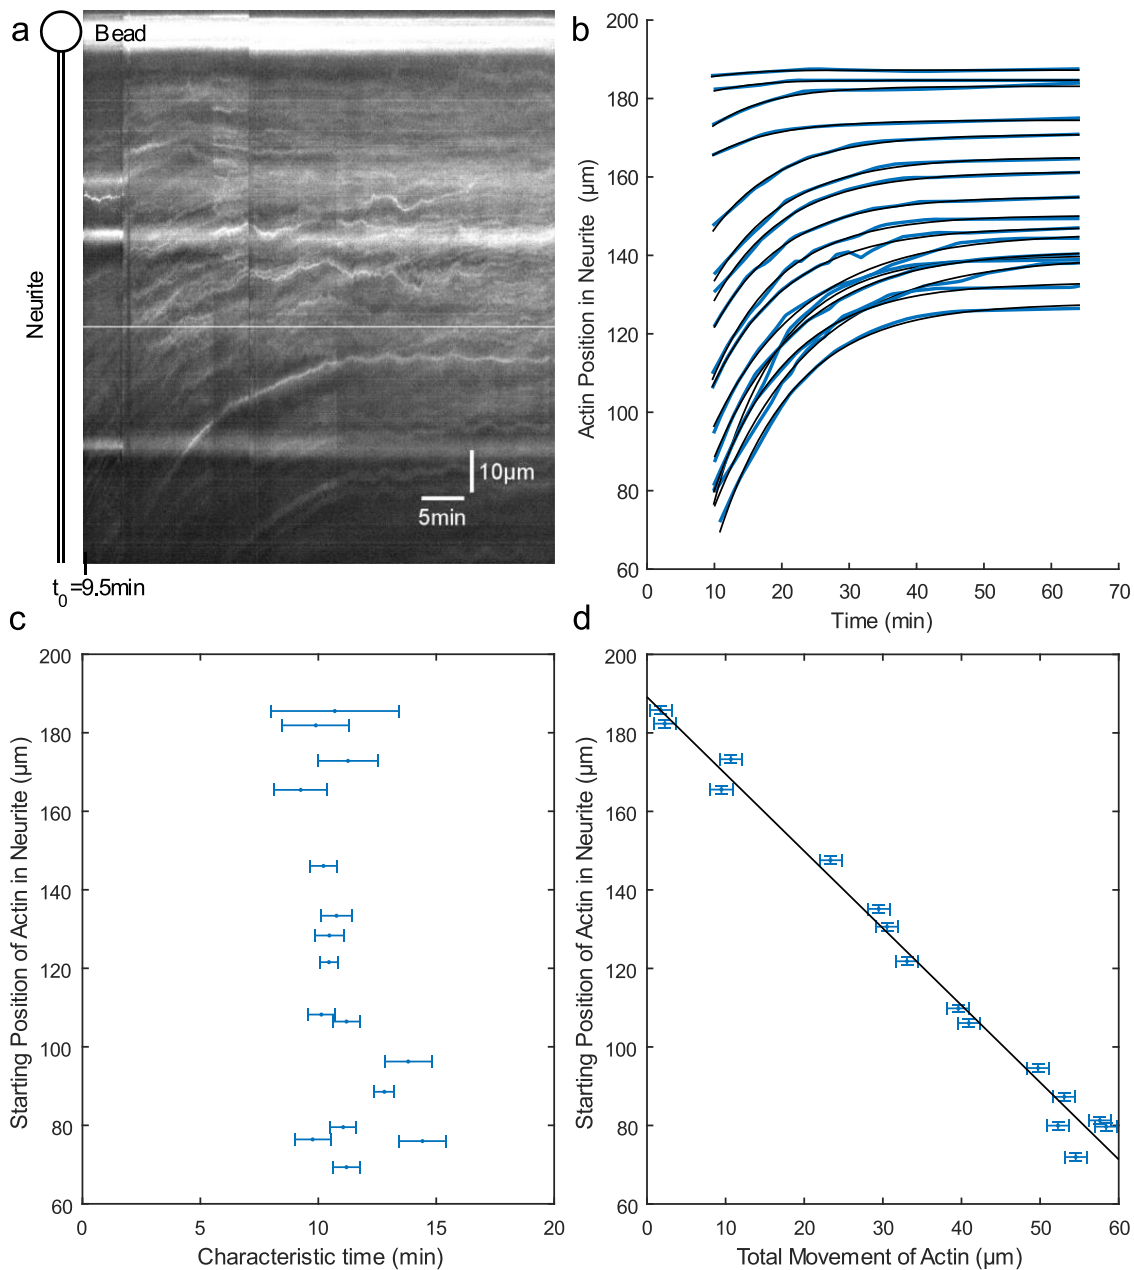 a
Bead
Neurite
10µm
5min
t0=9.5min
b
200
180
160
140
120
100
80
60
0
10
20
30
40
50
60
70
Actin Position in Neurite (µm)
Time (min)
c
200
180
160
140
120
100
80
60
0
5
10
15
20
Starting Position of Actin in Neurite (µm)
Characteristic time (min)
d
200
180
160
140
120
100
80
60
0
10
20
30
40
50
60
Starting Position of Actin in Neurite (µm)
Total Movement of Actin (µm)